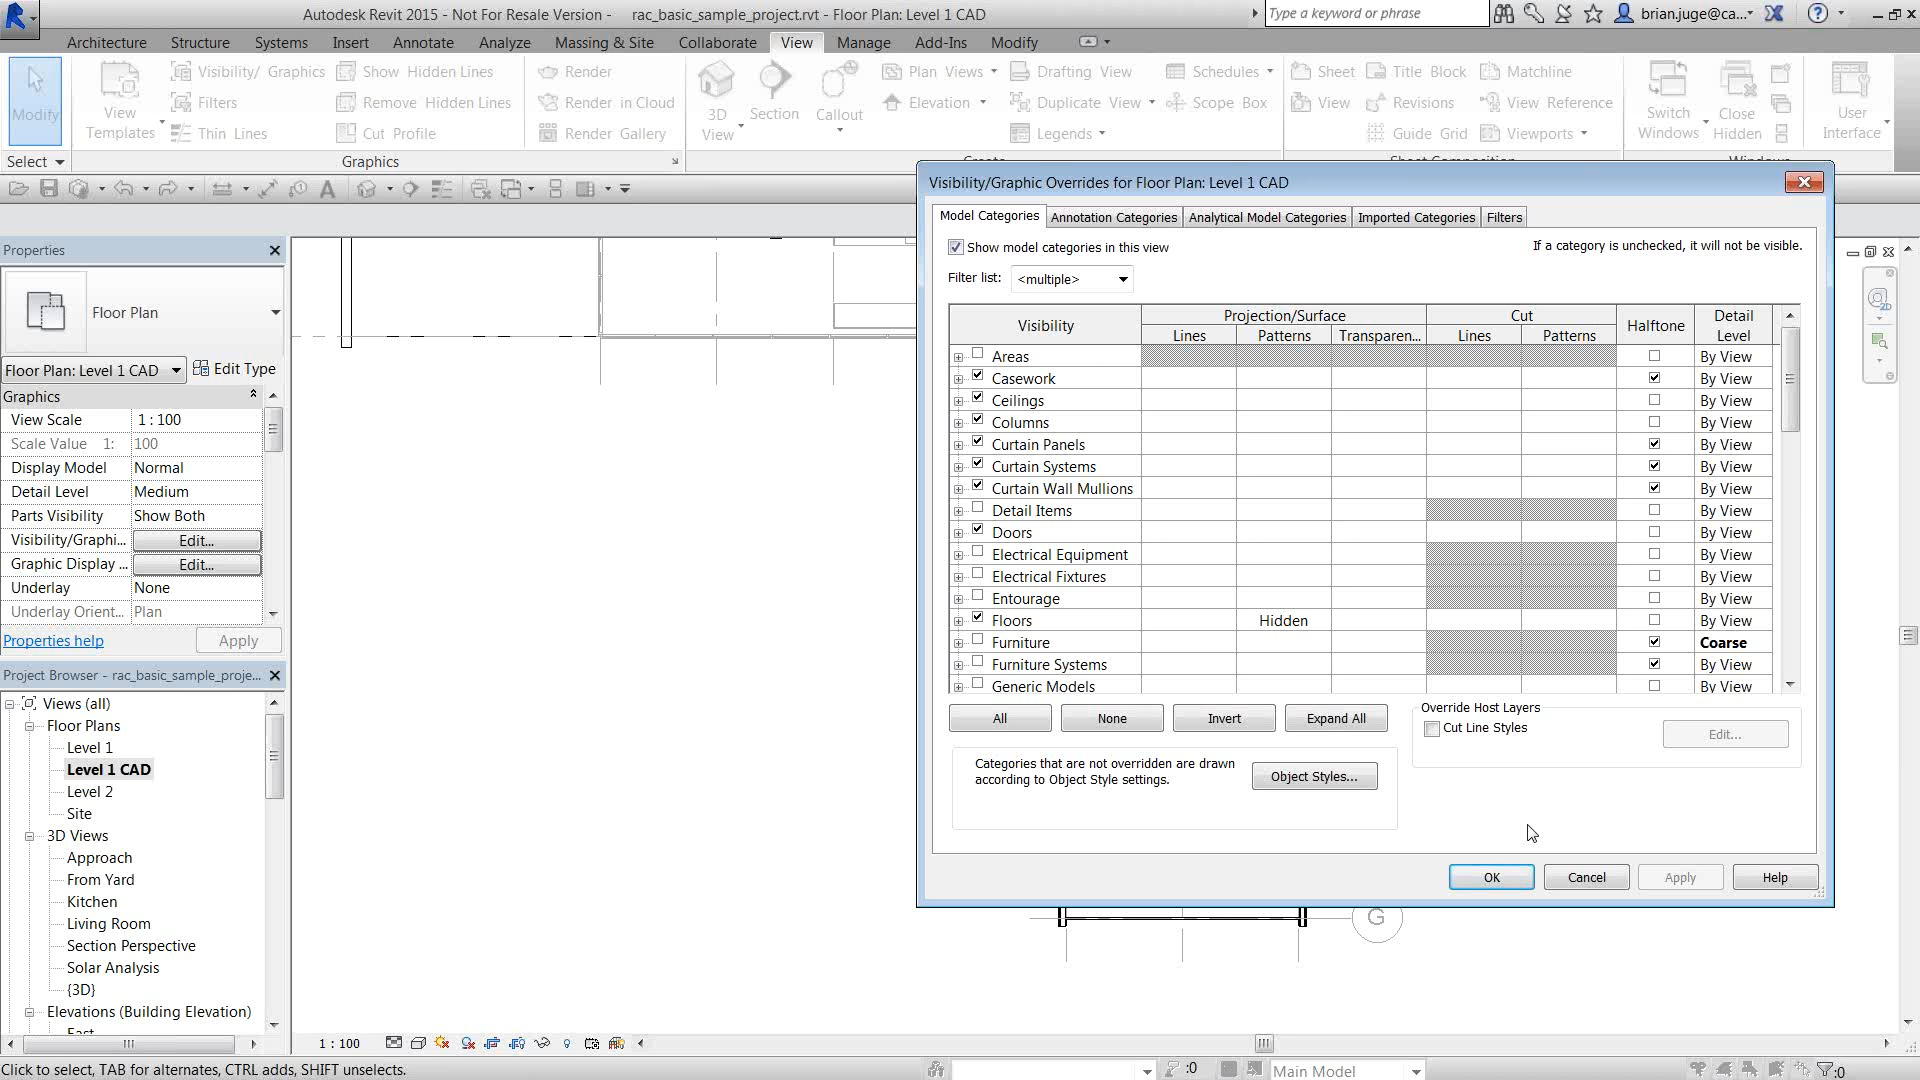 Autodesk Revit 2015 - Not For Resale Version - rac_basic_sample_project.rvt - Floor Plan: Level 1 CAD
Type a keyword or phrase
brian.juge@ca...
Architecture Structure Systems Insert Annotate Analyze Massing & Site Collaborate View Manage Add-Ins Modify
Modify
View Templates
Visibility/ Graphics
Filters
Thin Lines
Show Hidden Lines
Remove Hidden Lines
Cut Profile
Render
Render in Cloud
Render Gallery
3D View
Section
Callout
Plan Views
Elevation
Drafting View
Duplicate View
Legends
Schedules
Scope Box
Sheet
View
Title Block
Revisions
Guide Grid
Matchline
View Reference
Viewports
Switch Windows
Close Hidden
User Interface
Select
Graphics
Properties
Floor Plan
Floor Plan: Level 1 CAD
Edit Type
Graphics
View Scale 1 : 100
Scale Value 1: 100
Display Model Normal
Detail Level Medium
Parts Visibility Show Both
Visibility/Graphi... Edit...
Graphic Display ... Edit...
Underlay None
Underlay Orient... Plan
Properties help
Apply
Project Browser - rac_basic_sample_proje...
Views (all)
Floor Plans
Level 1
Level 1 CAD
Level 2
Site
3D Views
Approach
From Yard
Kitchen
Living Room
Section Perspective
Solar Analysis
{3D}
Elevations (Building Elevation)
East
Visibility/Graphic Overrides for Floor Plan: Level 1 CAD
Model Categories Annotation Categories Analytical Model Categories Imported Categories Filters
Show model categories in this view
If a category is unchecked, it will not be visible.
Filter list: <multiple>
Visibility Projection/Surface Cut Halftone Detail Level
Lines Patterns Transparen... Lines Patterns
Areas By View
Casework By View
Ceilings By View
Columns By View
Curtain Panels By View
Curtain Systems By View
Curtain Wall Mullions By View
Detail Items By View
Doors By View
Electrical Equipment By View
Electrical Fixtures By View
Entourage By View
Floors Hidden By View
Furniture Coarse
Furniture Systems By View
Generic Models By View
All None Invert Expand All
Override Host Layers
Cut Line Styles
Edit...
Categories that are not overridden are drawn
according to Object Style settings.
Object Styles...
OK Cancel Apply Help
G
1 : 100
Click to select, TAB for alternates, CTRL adds, SHIFT unselects.
:0
Main Model
:0